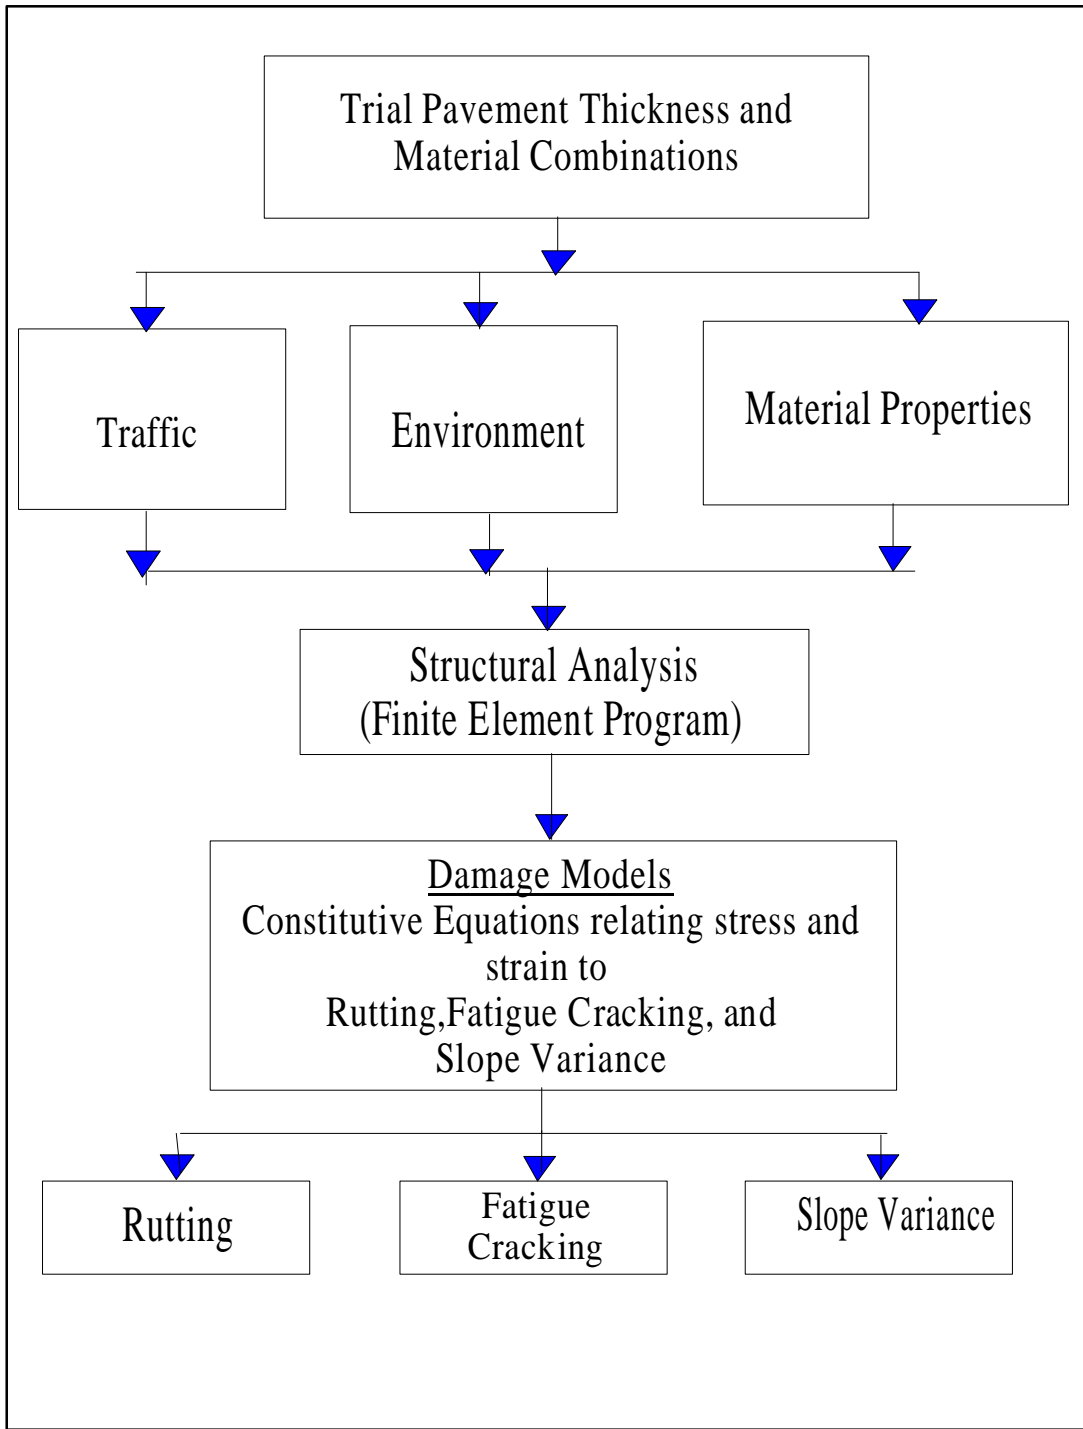 Trial Pavement Thickness and
Material Combinations
Traffic
Environment
Material Properties
Structural Analysis
(Finite Element Program)
Damage Models
Constitutive Equations relating stress and
strain to
Rutting,Fatigue Cracking, and
Slope Variance
Rutting
Fatigue
Cracking
Slope Variance